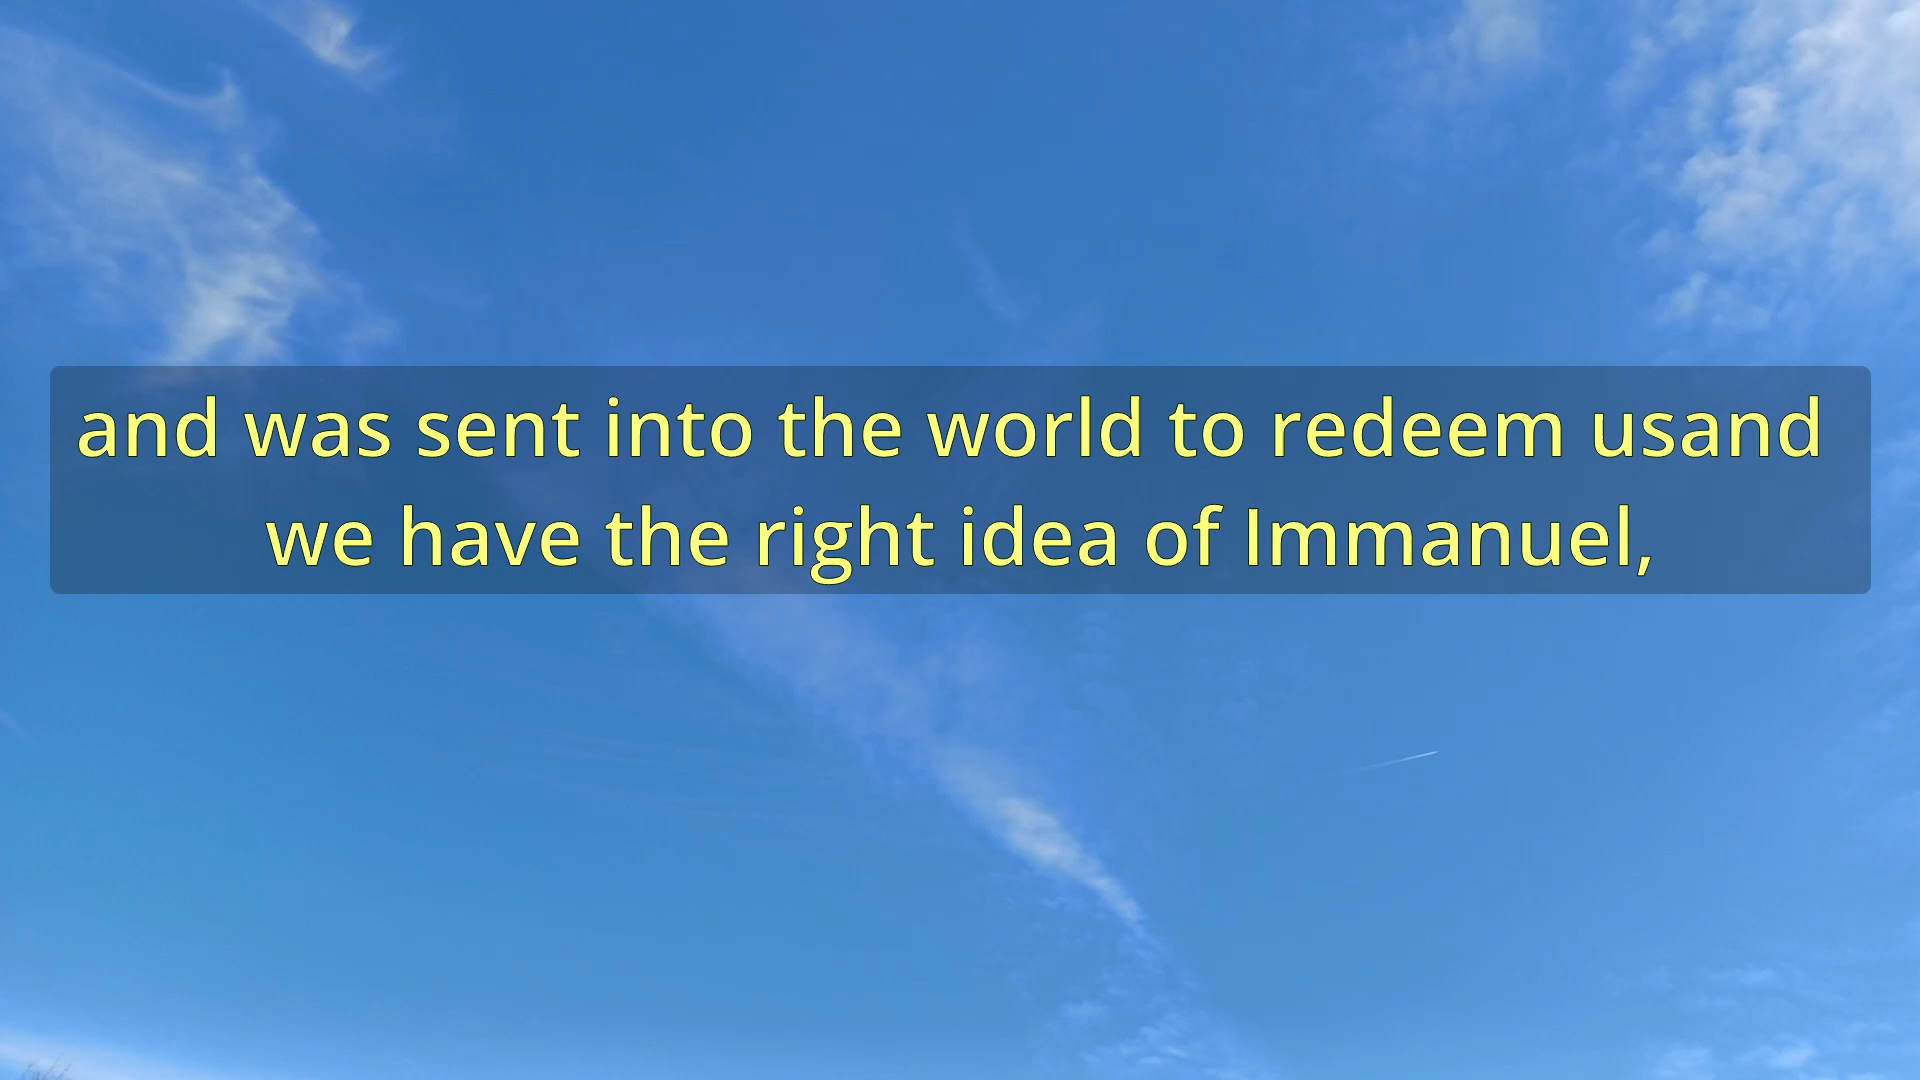 and was sent into the world to redeem usand
we have the right idea of Immanuel,